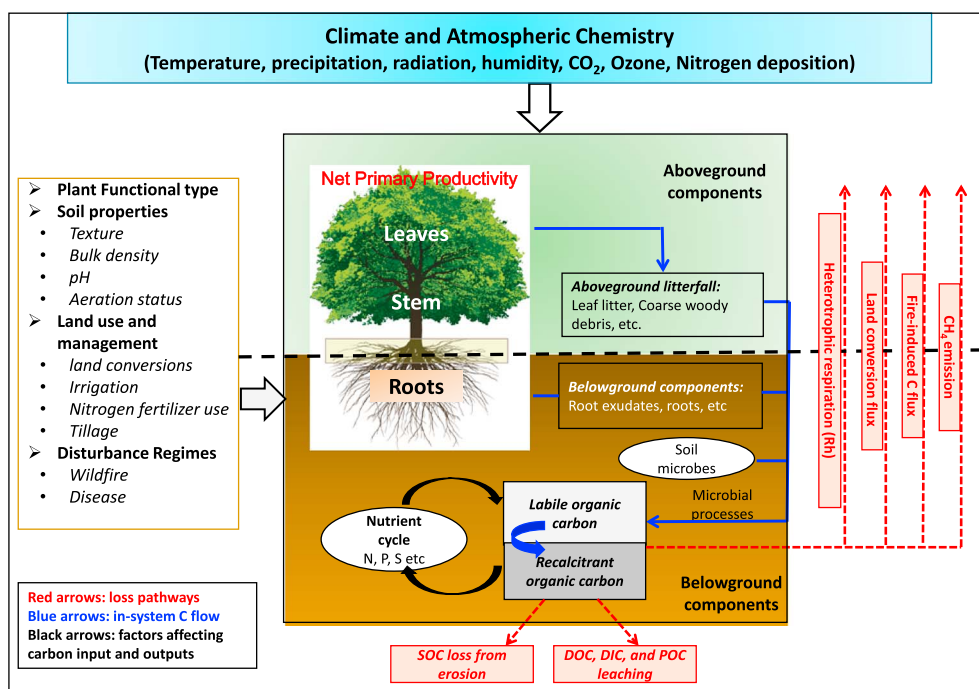 Climate and Atmospheric Chemistry
(Temperature, precipitation, radiation, humidity, CO₂, Ozone, Nitrogen deposition)
➢ Plant Functional type
➢ Soil properties
• Texture
• Bulk density
• pH
• Aeration status
➢ Land use and
management
• land conversions
• Irrigation
• Nitrogen fertilizer use
• Tillage
➢ Disturbance Regimes
• Wildfire
• Disease
Net Primary Productivity
Leaves
Stem
Roots
Aboveground
components
Aboveground litterfall:
Leaf litter, Coarse woody
debris, etc.
Belowground components:
Root exudates, roots, etc
Soil
microbes
Microbial
processes
Nutrient
cycle
N, P, S etc
Labile organic
carbon
Recalcitrant
organic carbon
Belowground
components
Heterotrophic respiration (Rh)
Land conversion flux
Fire-induced C flux
CH₄ emission
SOC loss from
erosion
DOC, DIC, and POC
leaching
Red arrows: loss pathways
Blue arrows: in-system C flow
Black arrows: factors affecting
carbon input and outputs